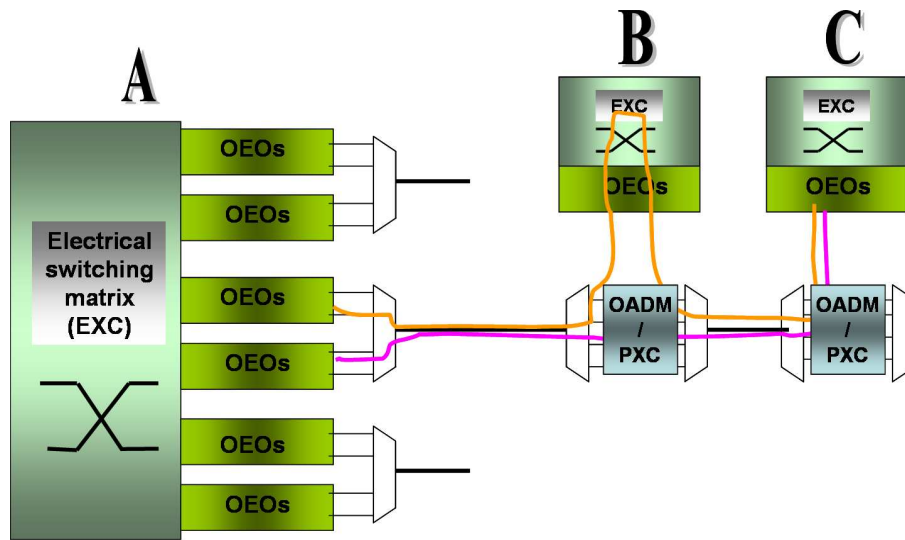 A
B
C
EXC
EXC
OEOs
OEOs
OEOs
OEOs
Electrical
switching
matrix
(EXC)
OEOs
OEOs
OADM
/
PXC
OADM
/
PXC
OEOs
OEOs